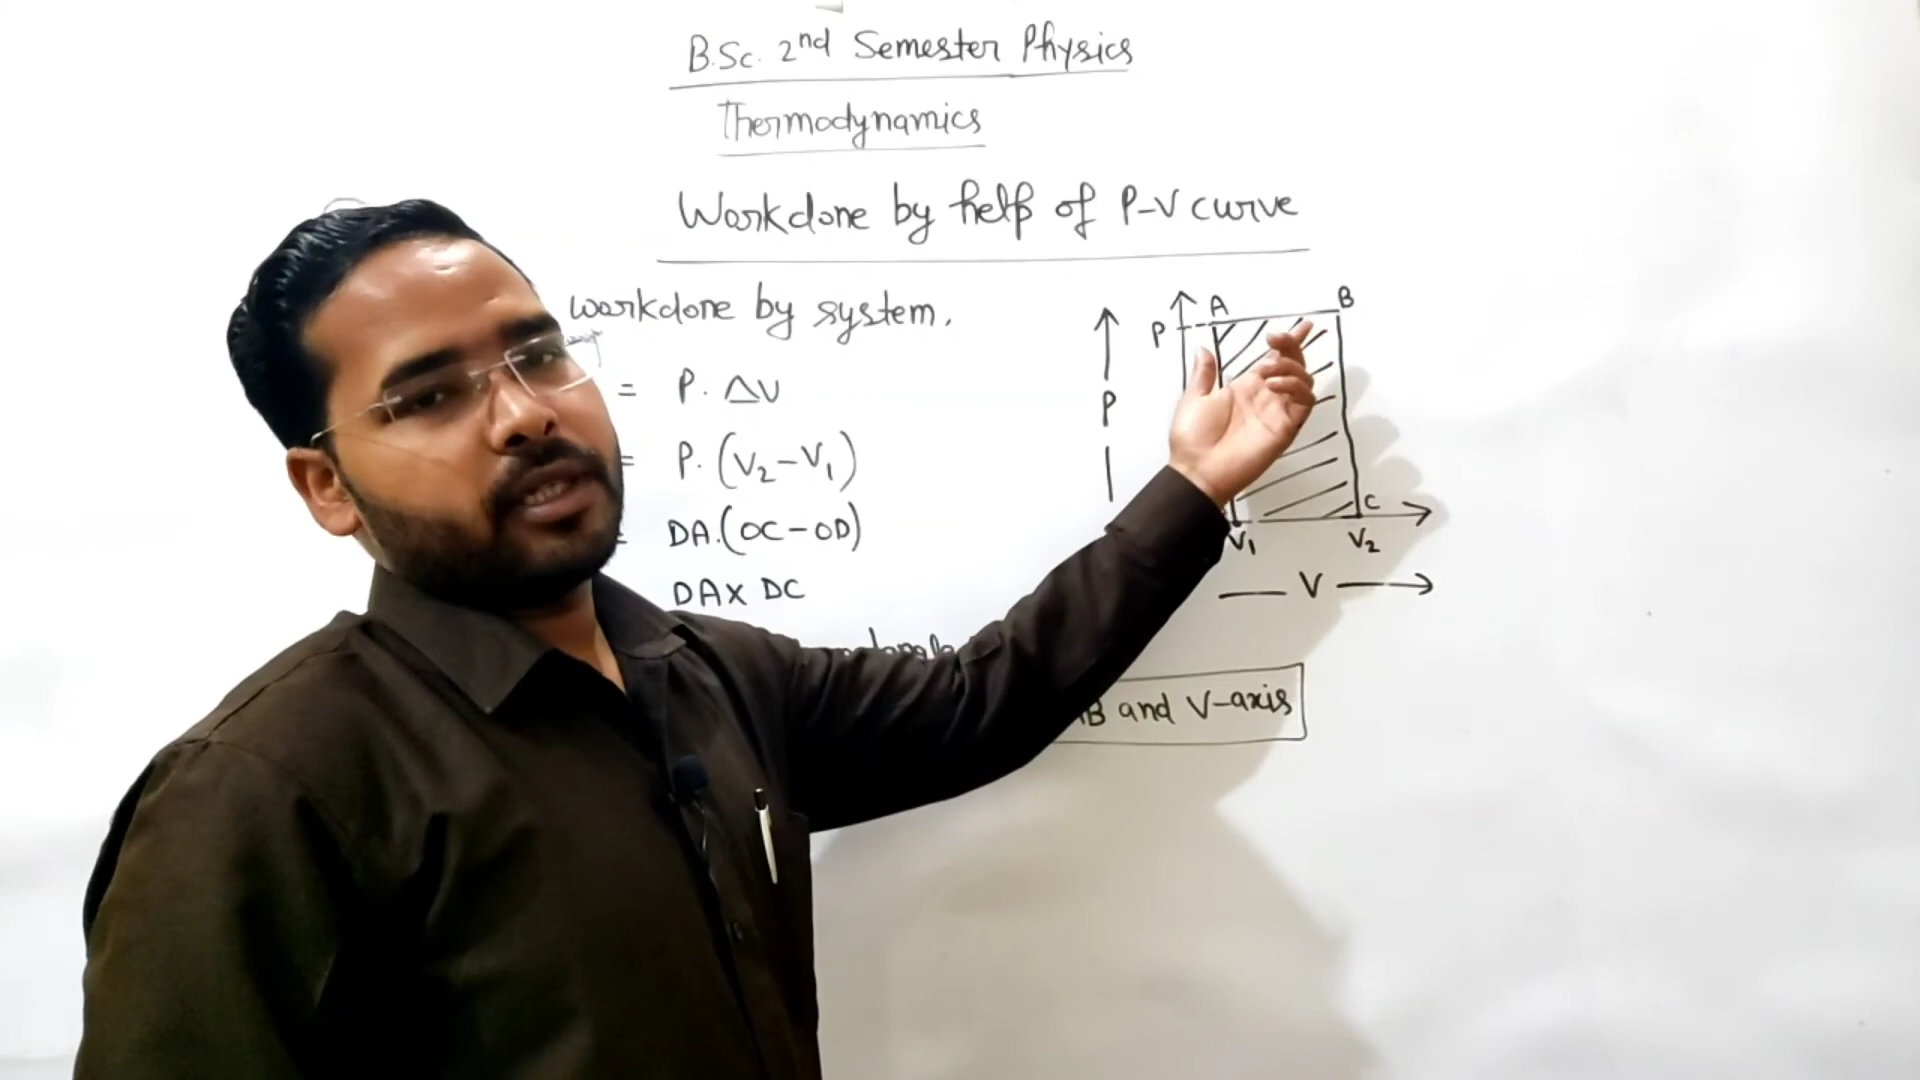 B.Sc. 2nd Semester Physics
Thermodynamics
Workdone by help of P-V curve
workdone by system.
= P. ΔV
= P. (V₂-V₁)
= DA.(OC-OD)
DA x DC
B and V-axis
P
P
A
B
C
V₁
V₂
V